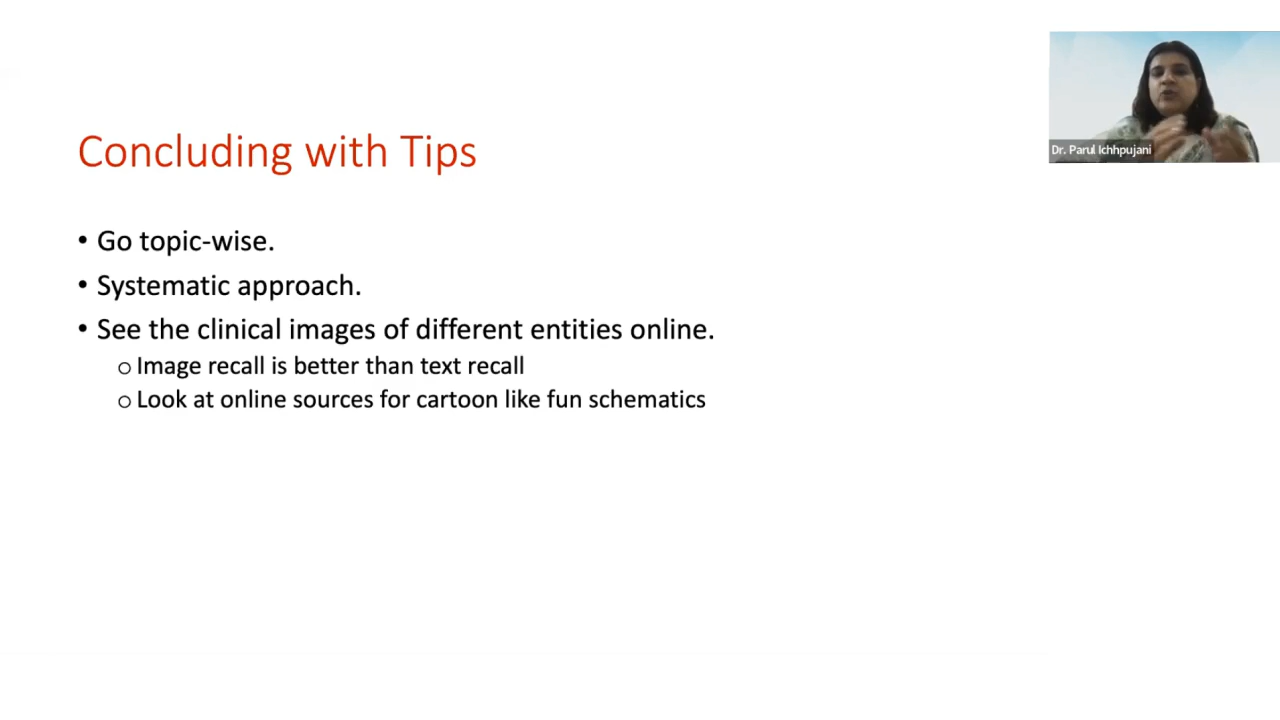 Concluding with Tips
• Go topic-wise.
• Systematic approach.
• See the clinical images of different entities online.
o Image recall is better than text recall
o Look at online sources for cartoon like fun schematics
Dr. Parul Ichhpujani